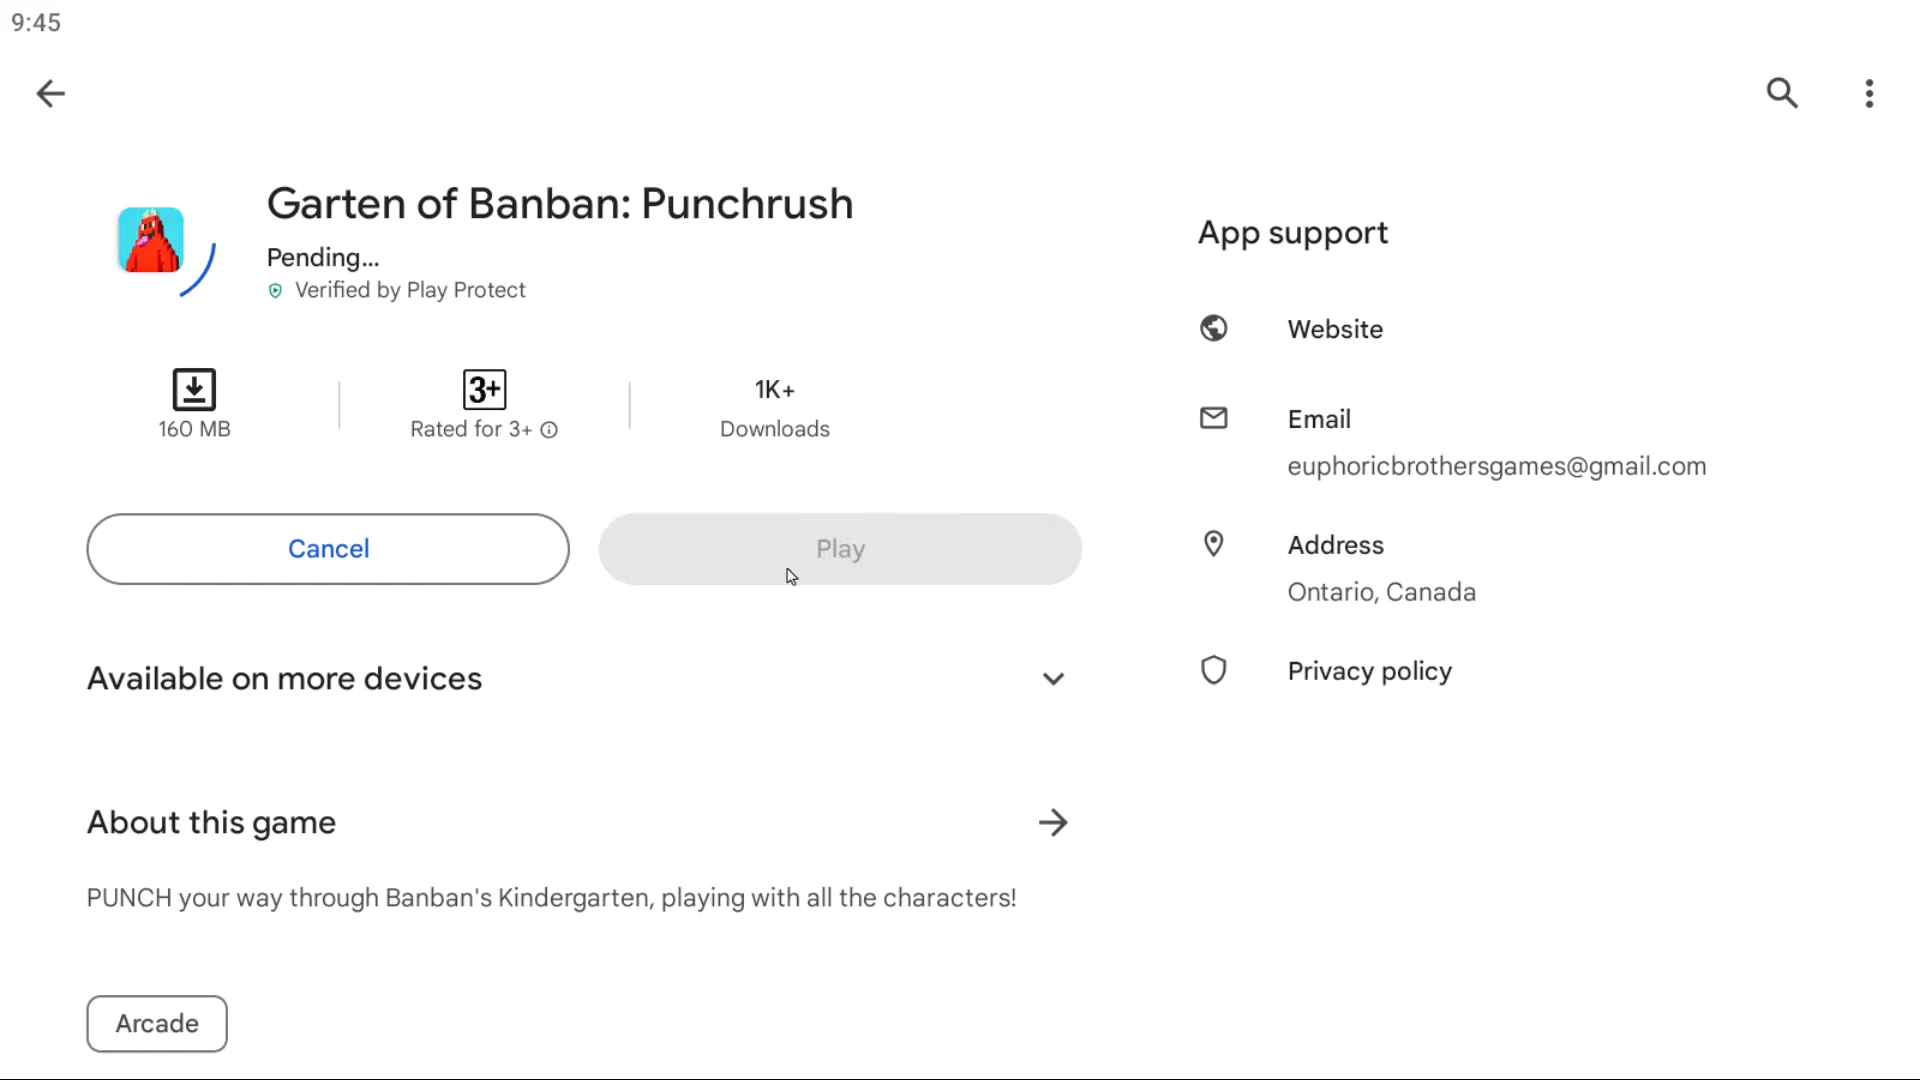 9:45
Garten of Banban: Punchrush
Pending...
Verified by Play Protect
160 MB
3+
Rated for 3+
1K+
Downloads
Cancel
Play
Available on more devices
About this game
PUNCH your way through Banban's Kindergarten, playing with all the characters!
Arcade
App support
Website
Email
euphoricbrothersgames@gmail.com
Address
Ontario, Canada
Privacy policy